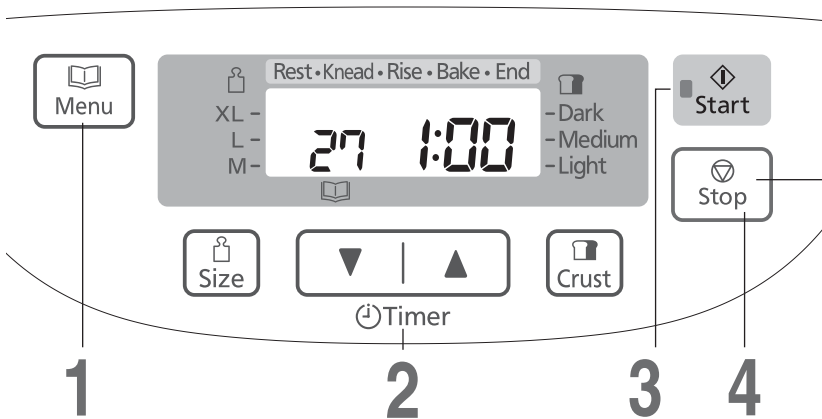 Menu
Rest • Knead • Rise • Bake • End
XL –
L –
M –
27 1:00
– Dark
– Medium
– Light
Start
Stop
Size
▼ | ▲
Crust
Timer
1
2
3
4